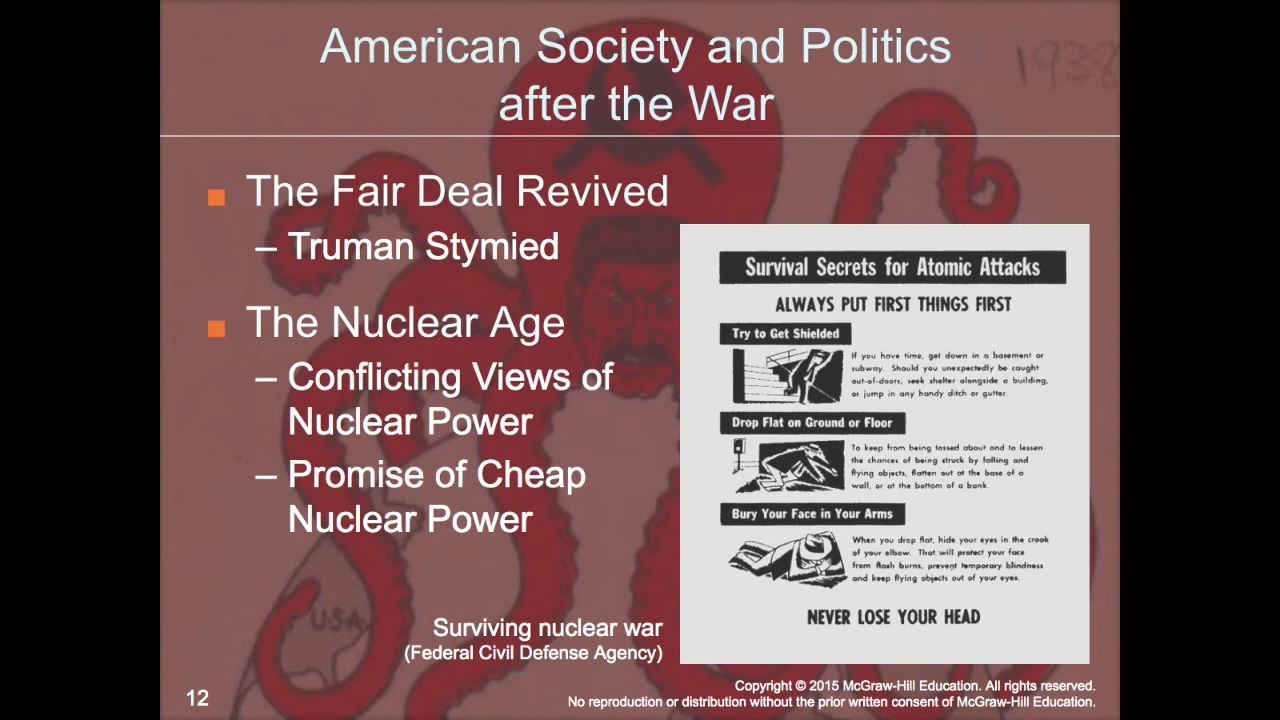 American Society and Politics
after the War
1938
■ The Fair Deal Revived
– Truman Stymied
■ The Nuclear Age
– Conflicting Views of
Nuclear Power
– Promise of Cheap
Nuclear Power
Survival Secrets for Atomic Attacks
ALWAYS PUT FIRST THINGS FIRST
Try to Get Shielded
If you have time, get down in a basement or
subway. Should you unexpectedly be caught
out-of-doors, seek shelter alongside a building,
or jump in any handy ditch or gutter.
Drop Flat on Ground or Floor
To keep from being tossed about and to lessen
the chances of being struck by falling and
flying objects, flatten out at the base of a
wall, or at the bottom of a bank.
Bury Your Face in Your Arms
When you drop flat, hide your eyes in the crook
of your elbow. That will protect your face
from flash burns, prevent temporary blindness
and keep flying objects out of your eyes.
NEVER LOSE YOUR HEAD
USA
Surviving nuclear war
(Federal Civil Defense Agency)
12
Copyright © 2015 McGraw-Hill Education. All rights reserved.
No reproduction or distribution without the prior written consent of McGraw-Hill Education.